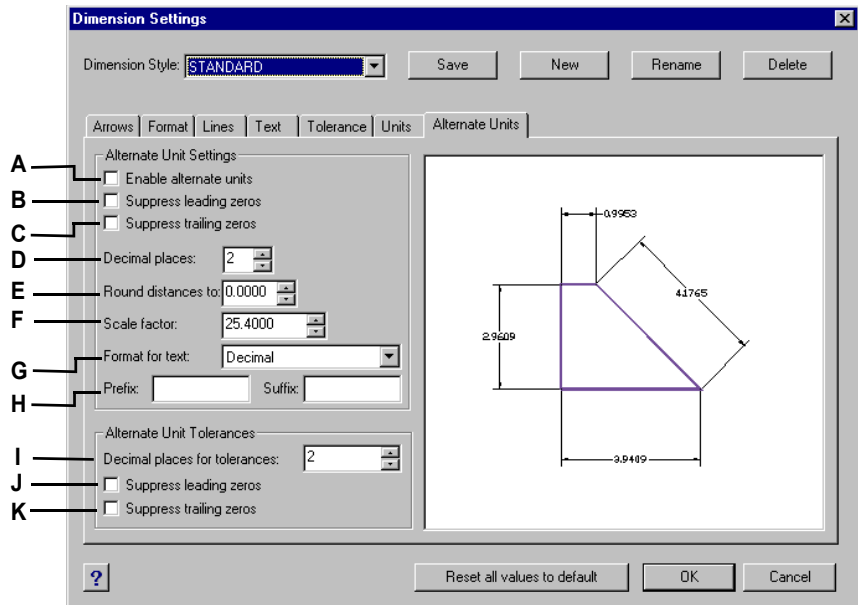 Dimension Settings
Dimension Style: STANDARD Save New Rename Delete
Arrows Format Lines Text Tolerance Units Alternate Units
Alternate Unit Settings
A Enable alternate units
B Suppress leading zeros
C Suppress trailing zeros
D Decimal places: 2
E Round distances to: 0.0000
F Scale factor: 25.4000
G Format for text: Decimal
H Prefix: Suffix:
Alternate Unit Tolerances
I Decimal places for tolerances: 2
J Suppress leading zeros
K Suppress trailing zeros
0.9953
4.1765
2.9609
3.9409
? Reset all values to default OK Cancel